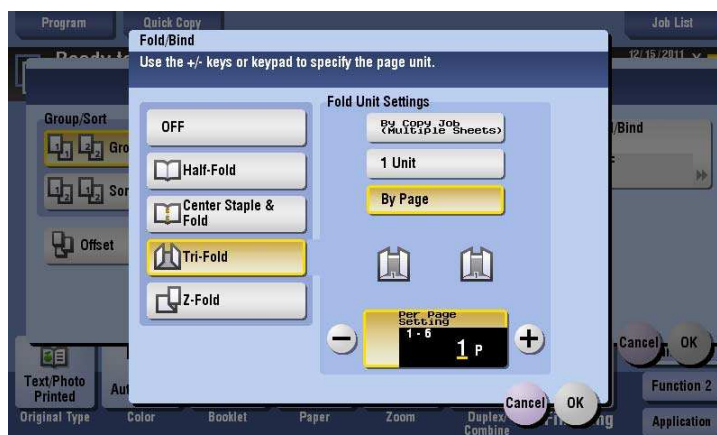 Program
Quick Copy
Job List
Fold/Bind
12/15/2011
Use the +/- keys or keypad to specify the page unit.
Group/Sort
Fold Unit Settings
OFF
By Copy Job
(Multiple Sheets)
/Bind
Gro
Half-Fold
1 Unit
Sor
Center Staple &
Fold
By Page
Offset
Tri-Fold
Z-Fold
Per Page
Setting
1 - 6
1 P
Cancel
OK
Text/Photo
Printed
Aut
Cancel
OK
Function 2
Original Type
Color
Booklet
Paper
Zoom
Duplex/
Combine
Application